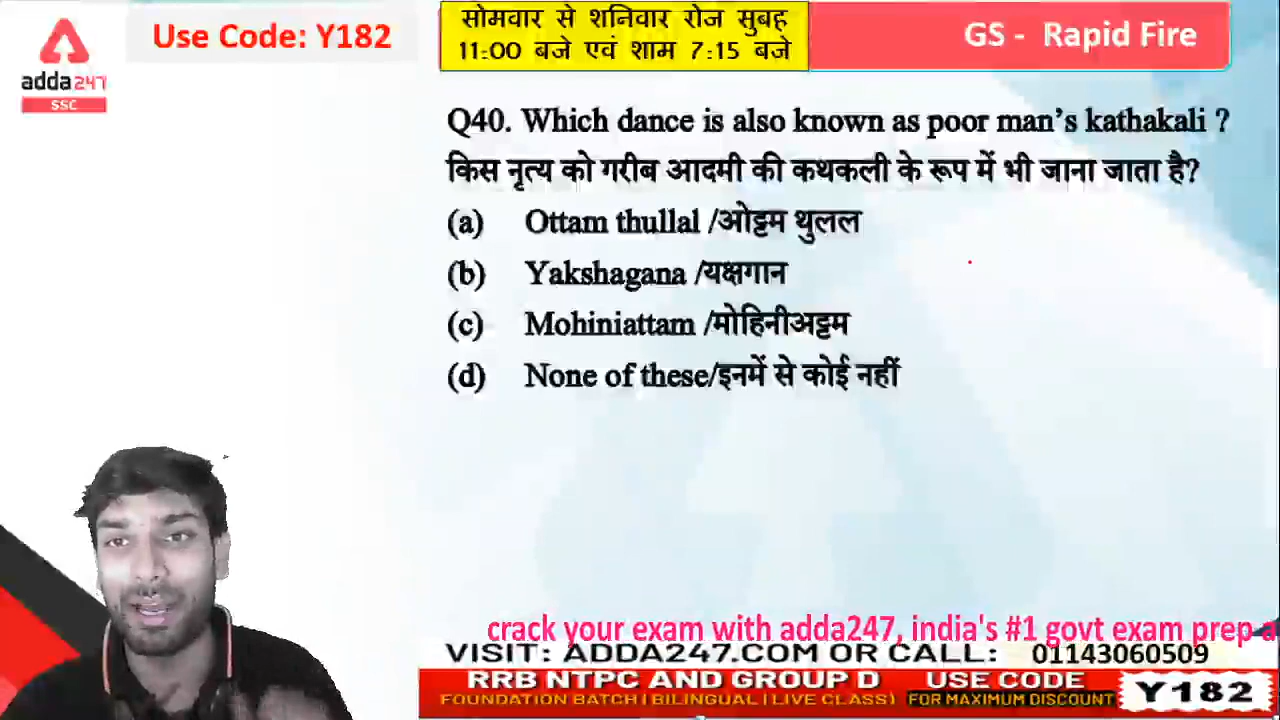 adda247
SSC
Use Code: Y182
सोमवार से शनिवार रोज सुबह
11:00 बजे एवं शाम 7:15 बजे
GS - Rapid Fire
Q40. Which dance is also known as poor man's kathakali ?
किस नृत्य को गरीब आदमी की कथकली के रूप में भी जाना जाता है?
(a) Ottam thullal /ओट्टम थुलल
(b) Yakshagana /यक्षगान
(c) Mohiniattam /मोहिनीअट्टम
(d) None of these/इनमें से कोई नहीं
crack your exam with adda247, india's #1 govt exam prep a
VISIT: ADDA247.COM OR CALL: 01143060509
RRB NTPC AND GROUP D
FOUNDATION BATCH | BILINGUAL | LIVE CLASS)
USE CODE
FOR MAXIMUM DISCOUNT
Y182